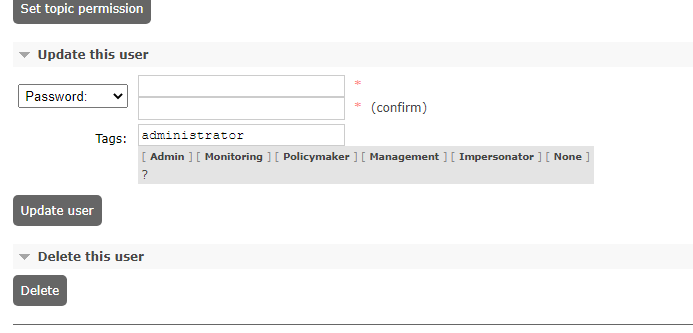 Set topic permission
Update this user
Password: *
* (confirm)
Tags: administrator
[ Admin ] [ Monitoring ] [ Policymaker ] [ Management ] [ Impersonator ] [ None ]
?
Update user
Delete this user
Delete